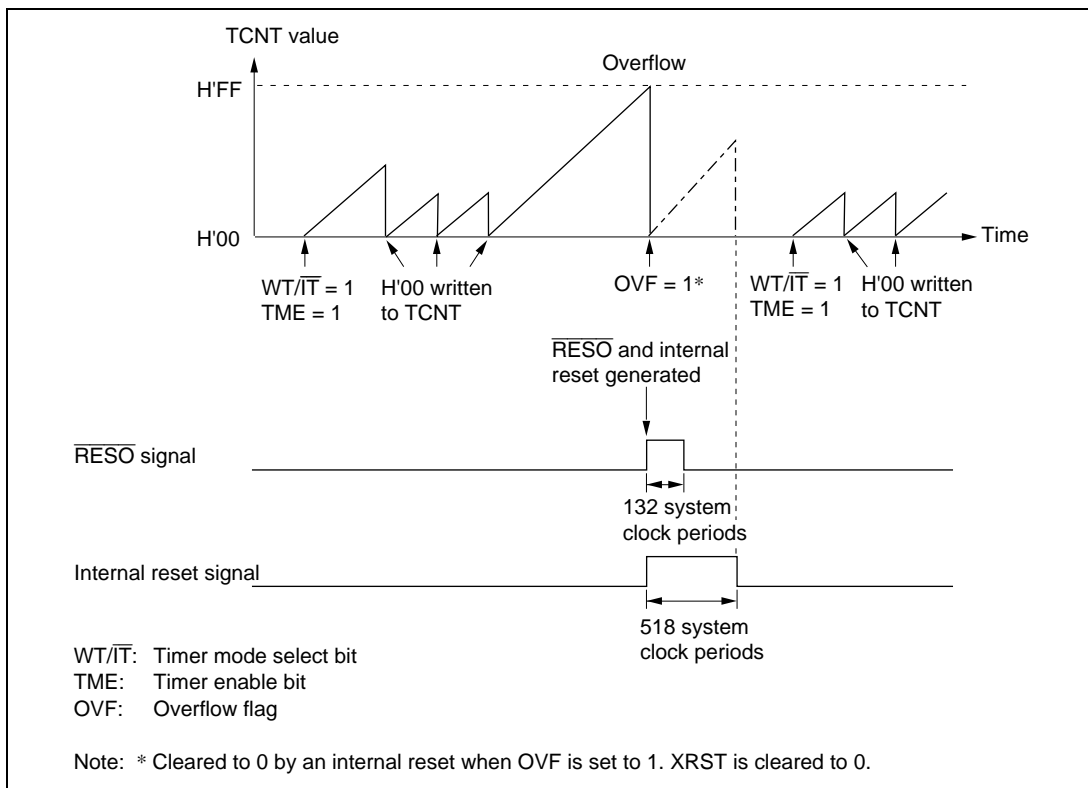 TCNT value
Overflow
H'FF
H'00
Time
WT/IT = 1
TME = 1
H'00 written
to TCNT
OVF = 1*
WT/IT = 1
TME = 1
H'00 written
to TCNT
RESO and internal
reset generated
RESO signal
132 system
clock periods
Internal reset signal
518 system
clock periods
WT/IT: Timer mode select bit
TME: Timer enable bit
OVF: Overflow flag
Note: * Cleared to 0 by an internal reset when OVF is set to 1. XRST is cleared to 0.